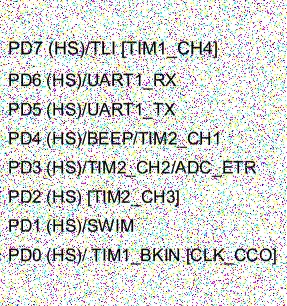 PD7 (HS)/TLI [TIM1_CH4]
PD6 (HS)/UART1_RX
PD5 (HS)/UART1_TX
PD4 (HS)/BEEP/TIM2_CH1
PD3 (HS)/TIM2_CH2/ADC_ETR
PD2 (HS) [TIM2_CH3]
PD1 (HS)/SWIM
PD0 (HS)/ TIM1_BKIN [CLK_CCO]